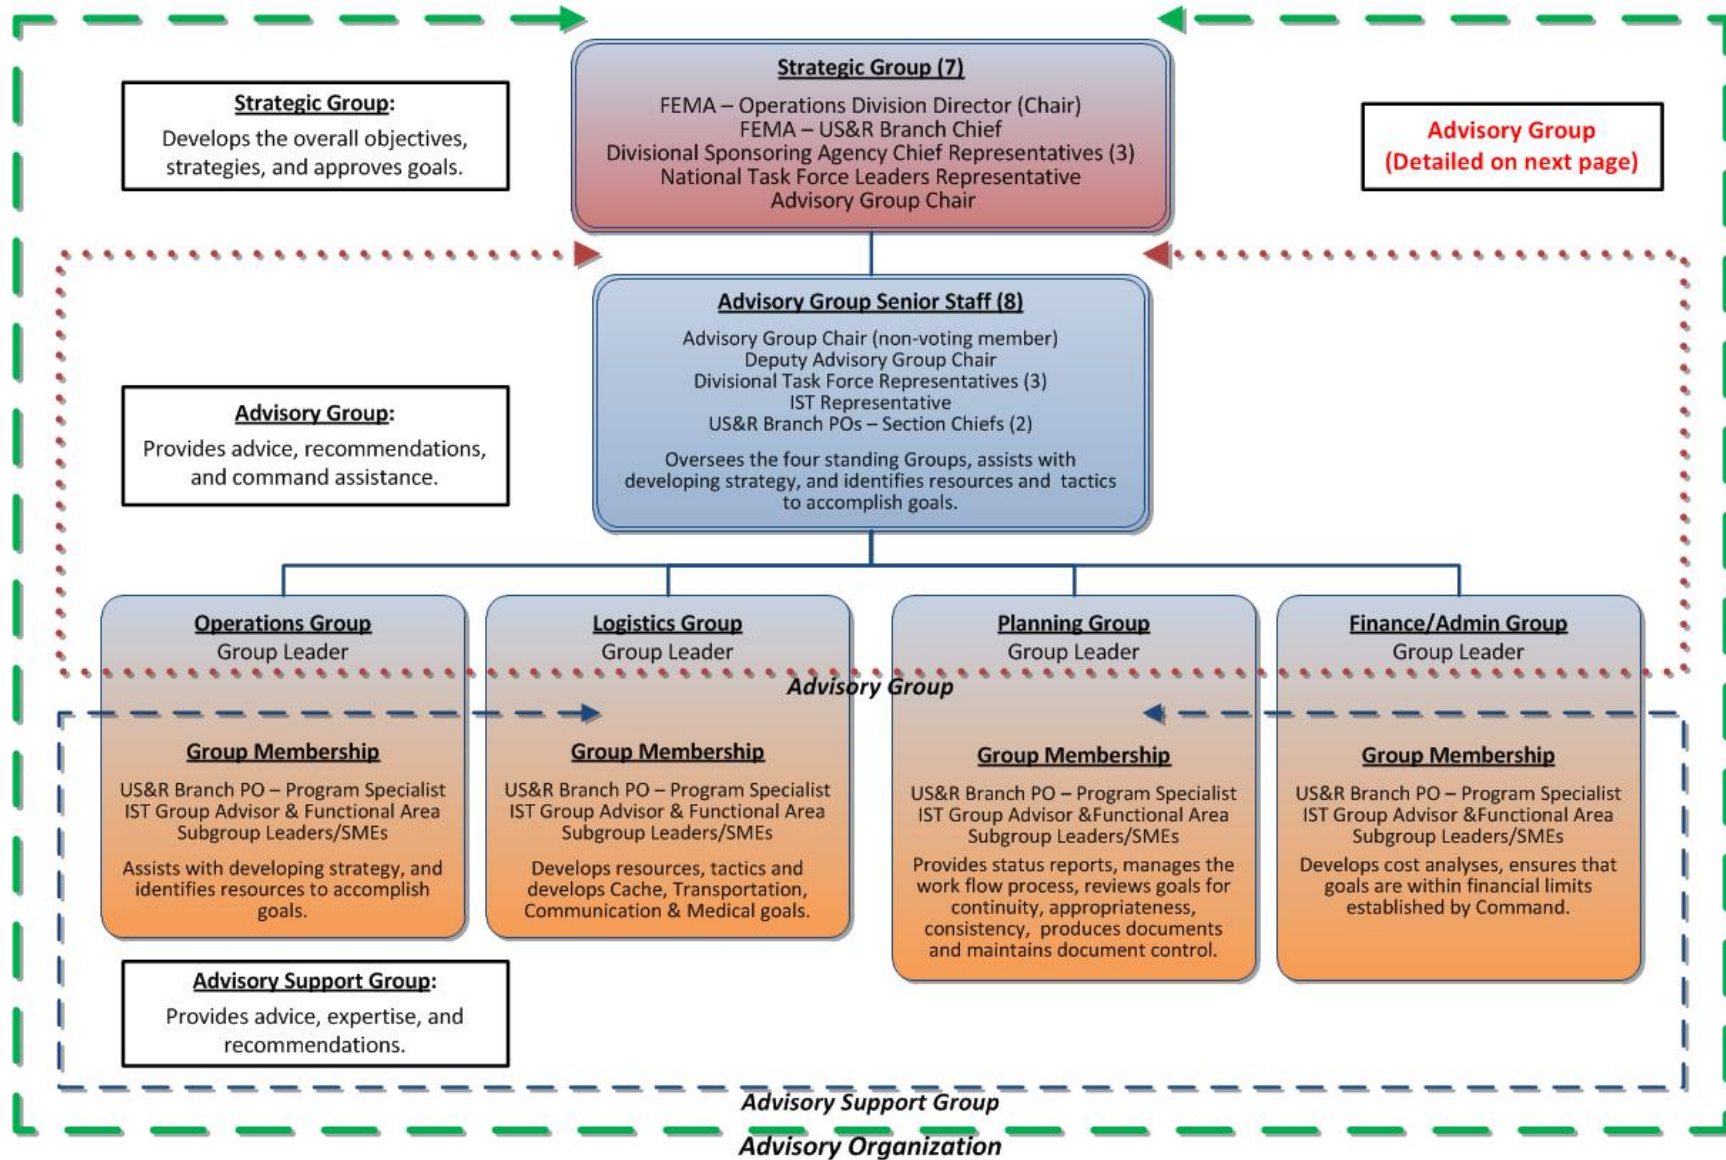 Strategic Group (7)
FEMA – Operations Division Director (Chair)
FEMA – US&R Branch Chief
Divisional Sponsoring Agency Chief Representatives (3)
National Task Force Leaders Representative
Advisory Group Chair
Strategic Group:
Develops the overall objectives,
strategies, and approves goals.
Advisory Group
(Detailed on next page)
Advisory Group Senior Staff (8)
Advisory Group Chair (non-voting member)
Deputy Advisory Group Chair
Divisional Task Force Representatives (3)
IST Representative
US&R Branch POs – Section Chiefs (2)
Oversees the four standing Groups, assists with
developing strategy, and identifies resources and tactics
to accomplish goals.
Advisory Group:
Provides advice, recommendations,
and command assistance.
Operations Group
Group Leader
Logistics Group
Group Leader
Planning Group
Group Leader
Finance/Admin Group
Group Leader
Advisory Group
Group Membership
US&R Branch PO – Program Specialist
IST Group Advisor & Functional Area
Subgroup Leaders/SMEs
Assists with developing strategy, and
identifies resources to accomplish
goals.
Group Membership
US&R Branch PO – Program Specialist
IST Group Advisor & Functional Area
Subgroup Leaders/SMEs
Develops resources, tactics and
develops Cache, Transportation,
Communication & Medical goals.
Group Membership
US&R Branch PO – Program Specialist
IST Group Advisor &Functional Area
Subgroup Leaders/SMEs
Provides status reports, manages the
work flow process, reviews goals for
continuity, appropriateness,
consistency, produces documents
and maintains document control.
Group Membership
US&R Branch PO – Program Specialist
IST Group Advisor &Functional Area
Subgroup Leaders/SMEs
Develops cost analyses, ensures that
goals are within financial limits
established by Command.
Advisory Support Group:
Provides advice, expertise, and
recommendations.
Advisory Support Group
Advisory Organization